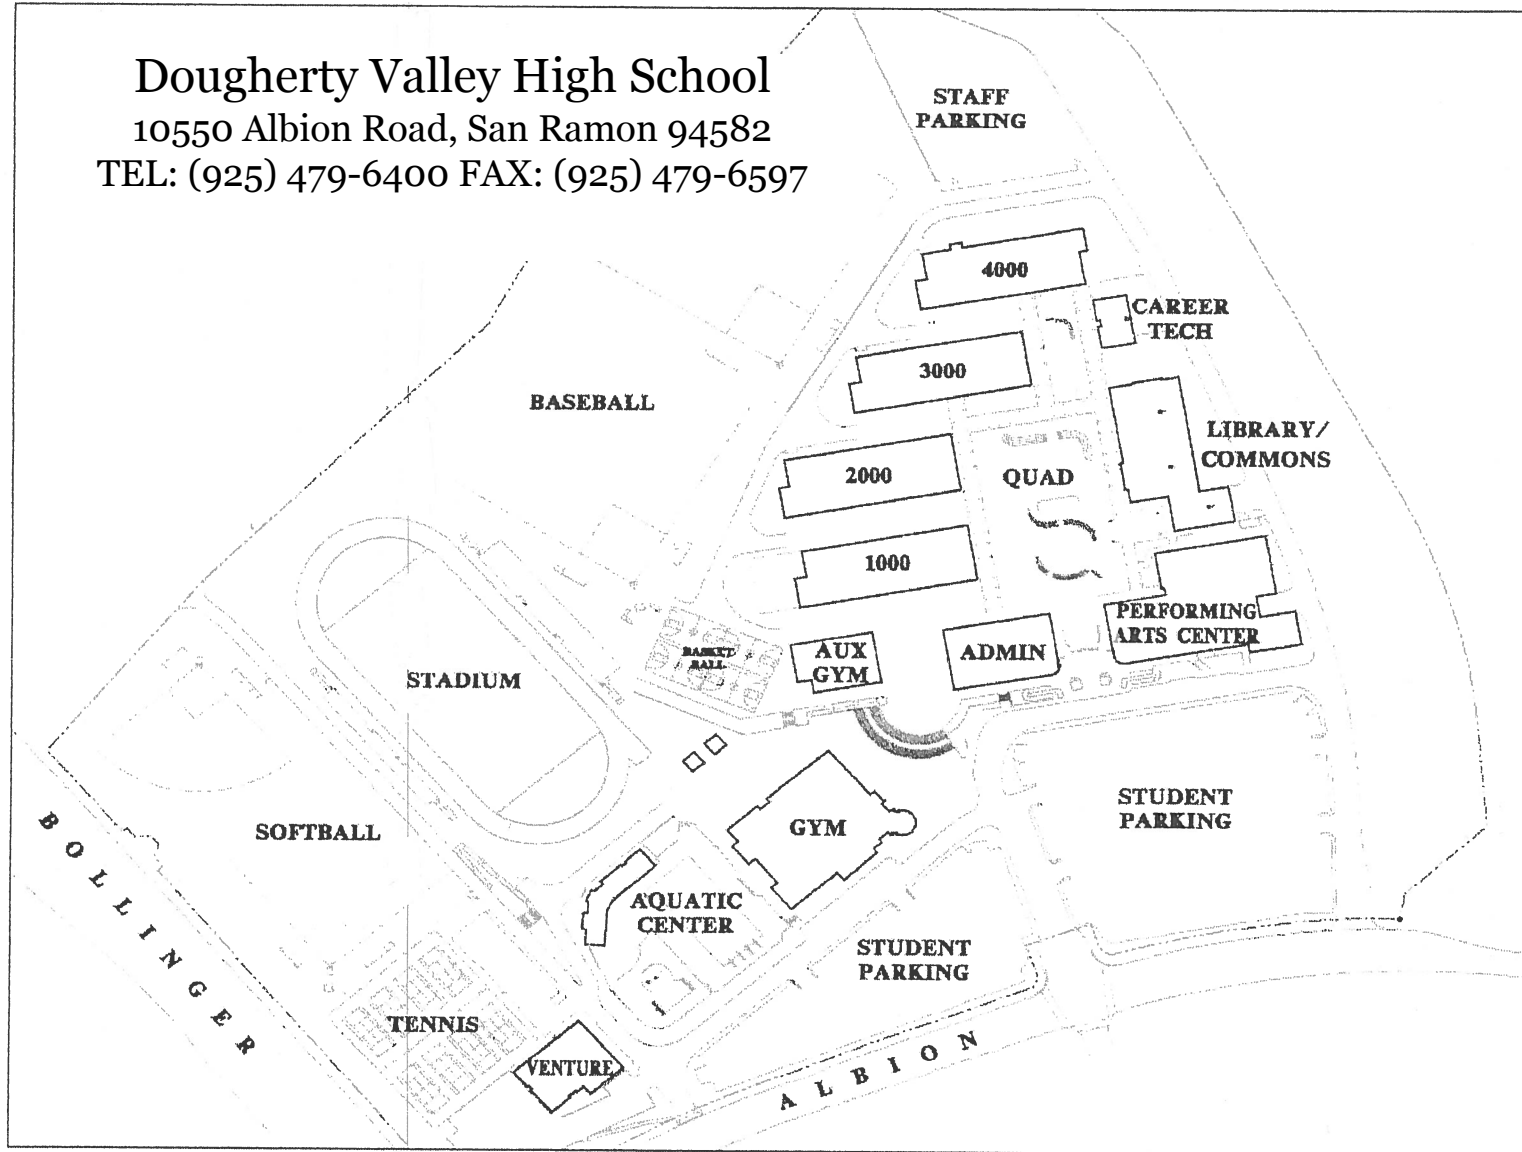 Dougherty Valley High School
10550 Albion Road, San Ramon 94582
TEL: (925) 479-6400 FAX: (925) 479-6597
STAFF
PARKING
4000
CAREER
TECH
3000
BASEBALL
LIBRARY/
COMMONS
2000
QUAD
1000
PERFORMING
ARTS CENTER
BASKET
BALL
AUX
GYM
ADMIN
STADIUM
STUDENT
PARKING
GYM
SOFTBALL
BOLLINGER
AQUATIC
CENTER
STUDENT
PARKING
TENNIS
VENTURE
ALBION